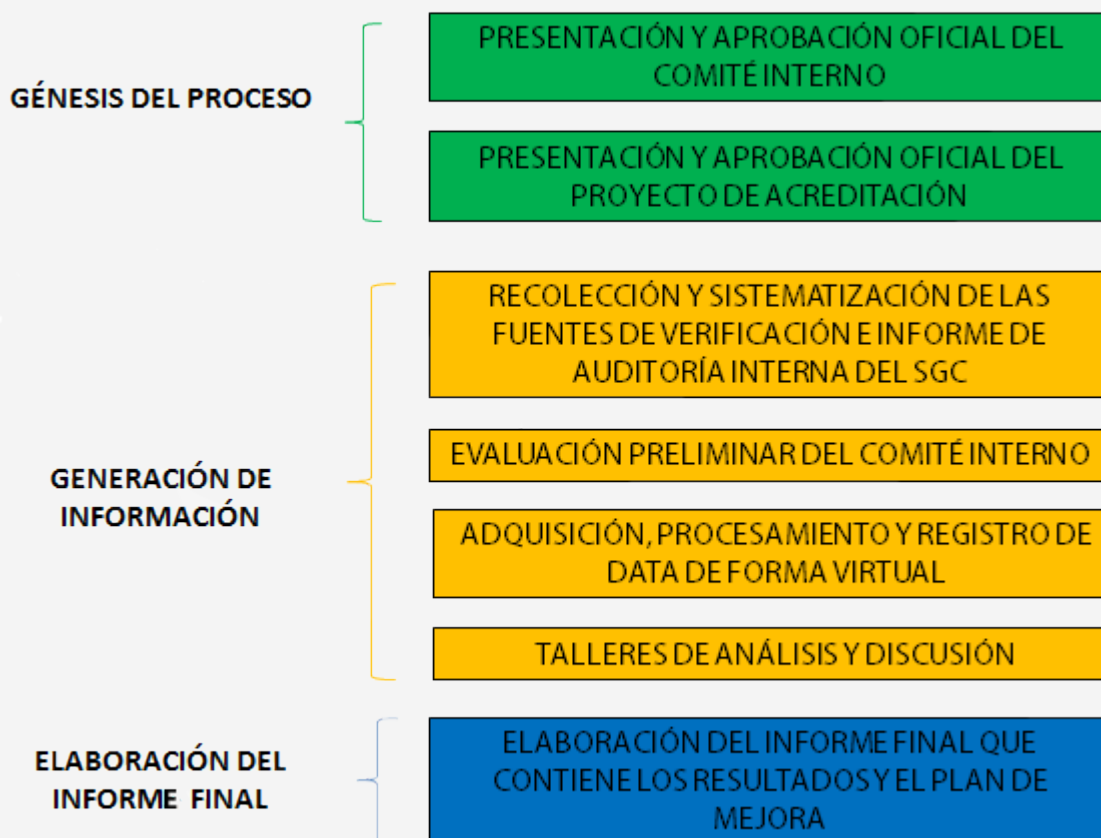 GÉNESIS DEL PROCESO
PRESENTACIÓN Y APROBACIÓN OFICIAL DEL
COMITÉ INTERNO
PRESENTACIÓN Y APROBACIÓN OFICIAL DEL
PROYECTO DE ACREDITACIÓN
GENERACIÓN DE
INFORMACIÓN
RECOLECCIÓN Y SISTEMATIZACIÓN DE LAS
FUENTES DE VERIFICACIÓN E INFORME DE
AUDITORÍA INTERNA DEL SGC
EVALUACIÓN PRELIMINAR DEL COMITÉ INTERNO
ADQUISICIÓN, PROCESAMIENTO Y REGISTRO DE
DATA DE FORMA VIRTUAL
TALLERES DE ANÁLISIS Y DISCUSIÓN
ELABORACIÓN DEL
INFORME FINAL
ELABORACIÓN DEL INFORME FINAL QUE
CONTIENE LOS RESULTADOS Y EL PLAN DE
MEJORA